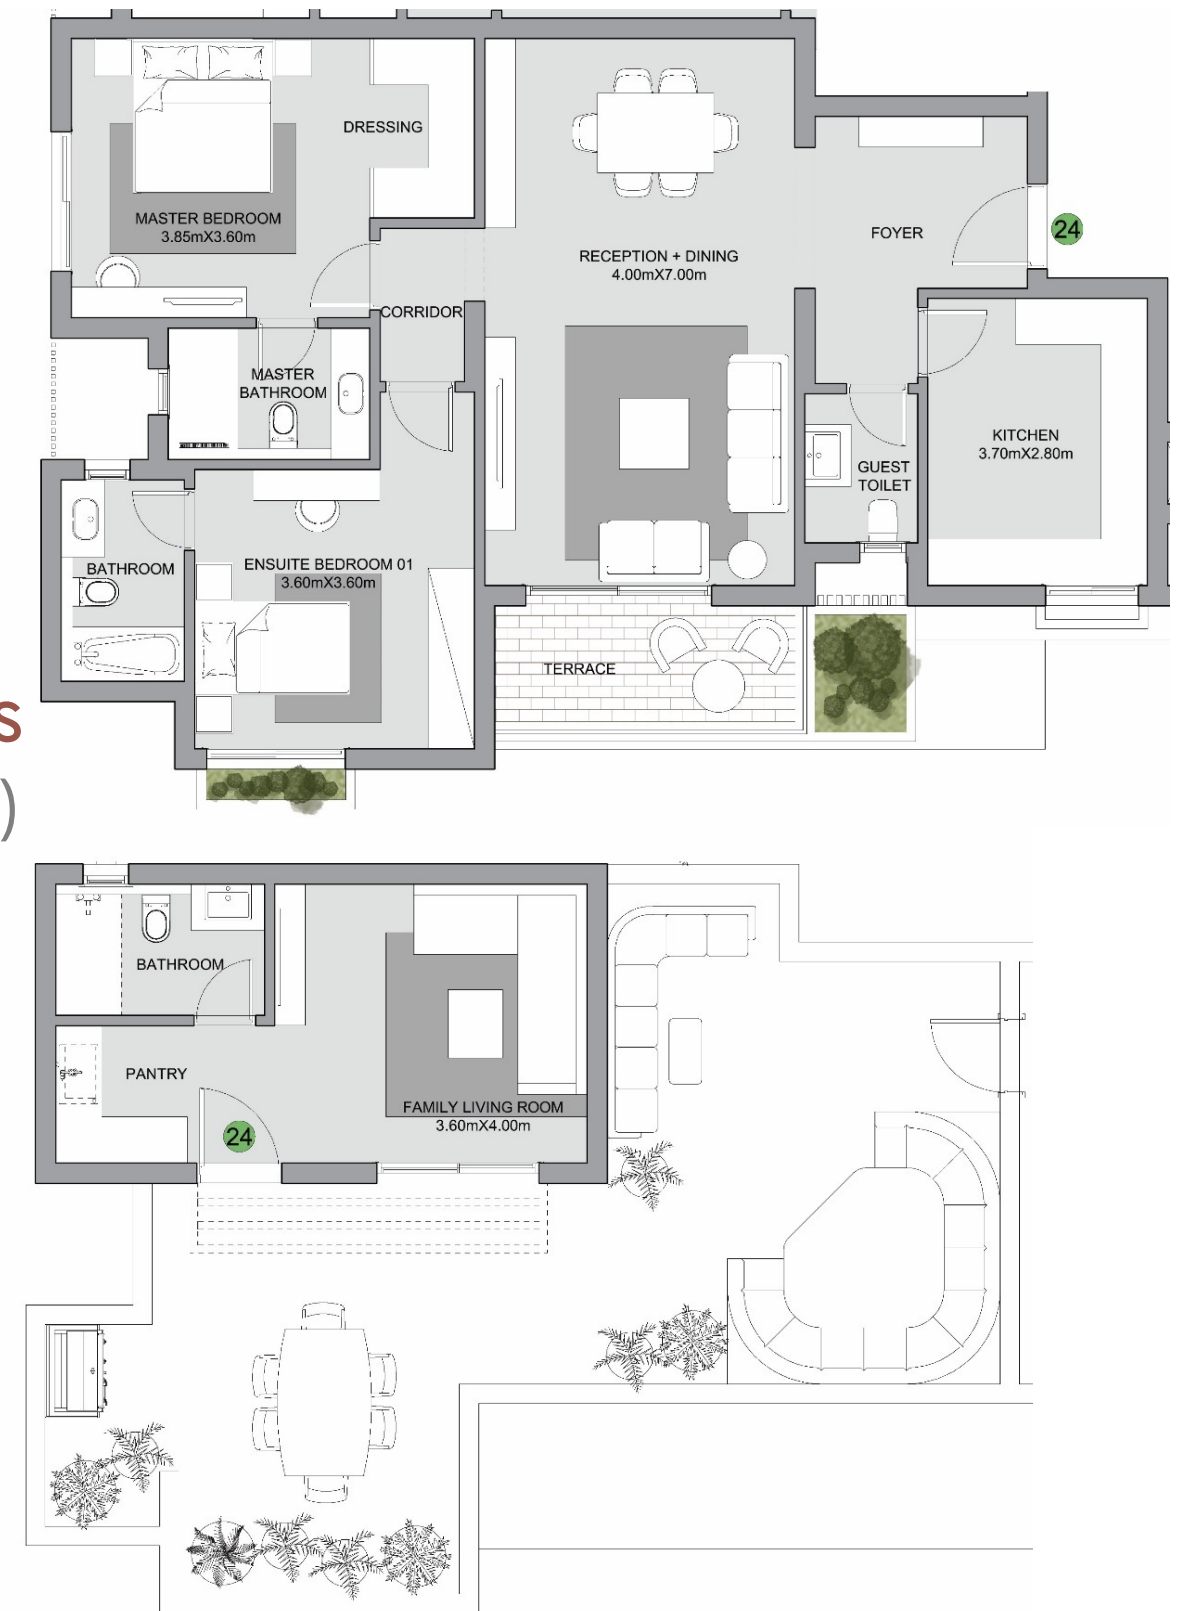 DRESSING
MASTER BEDROOM
3.85mX3.60m
RECEPTION + DINING
4.00mX7.00m
FOYER
24
CORRIDOR
MASTER
BATHROOM
KITCHEN
3.70mX2.80m
GUEST
TOILET
BATHROOM
ENSUITE BEDROOM 01
3.60mX3.60m
TERRACE
S
)
BATHROOM
PANTRY
FAMILY LIVING ROOM
3.60mX4.00m
24